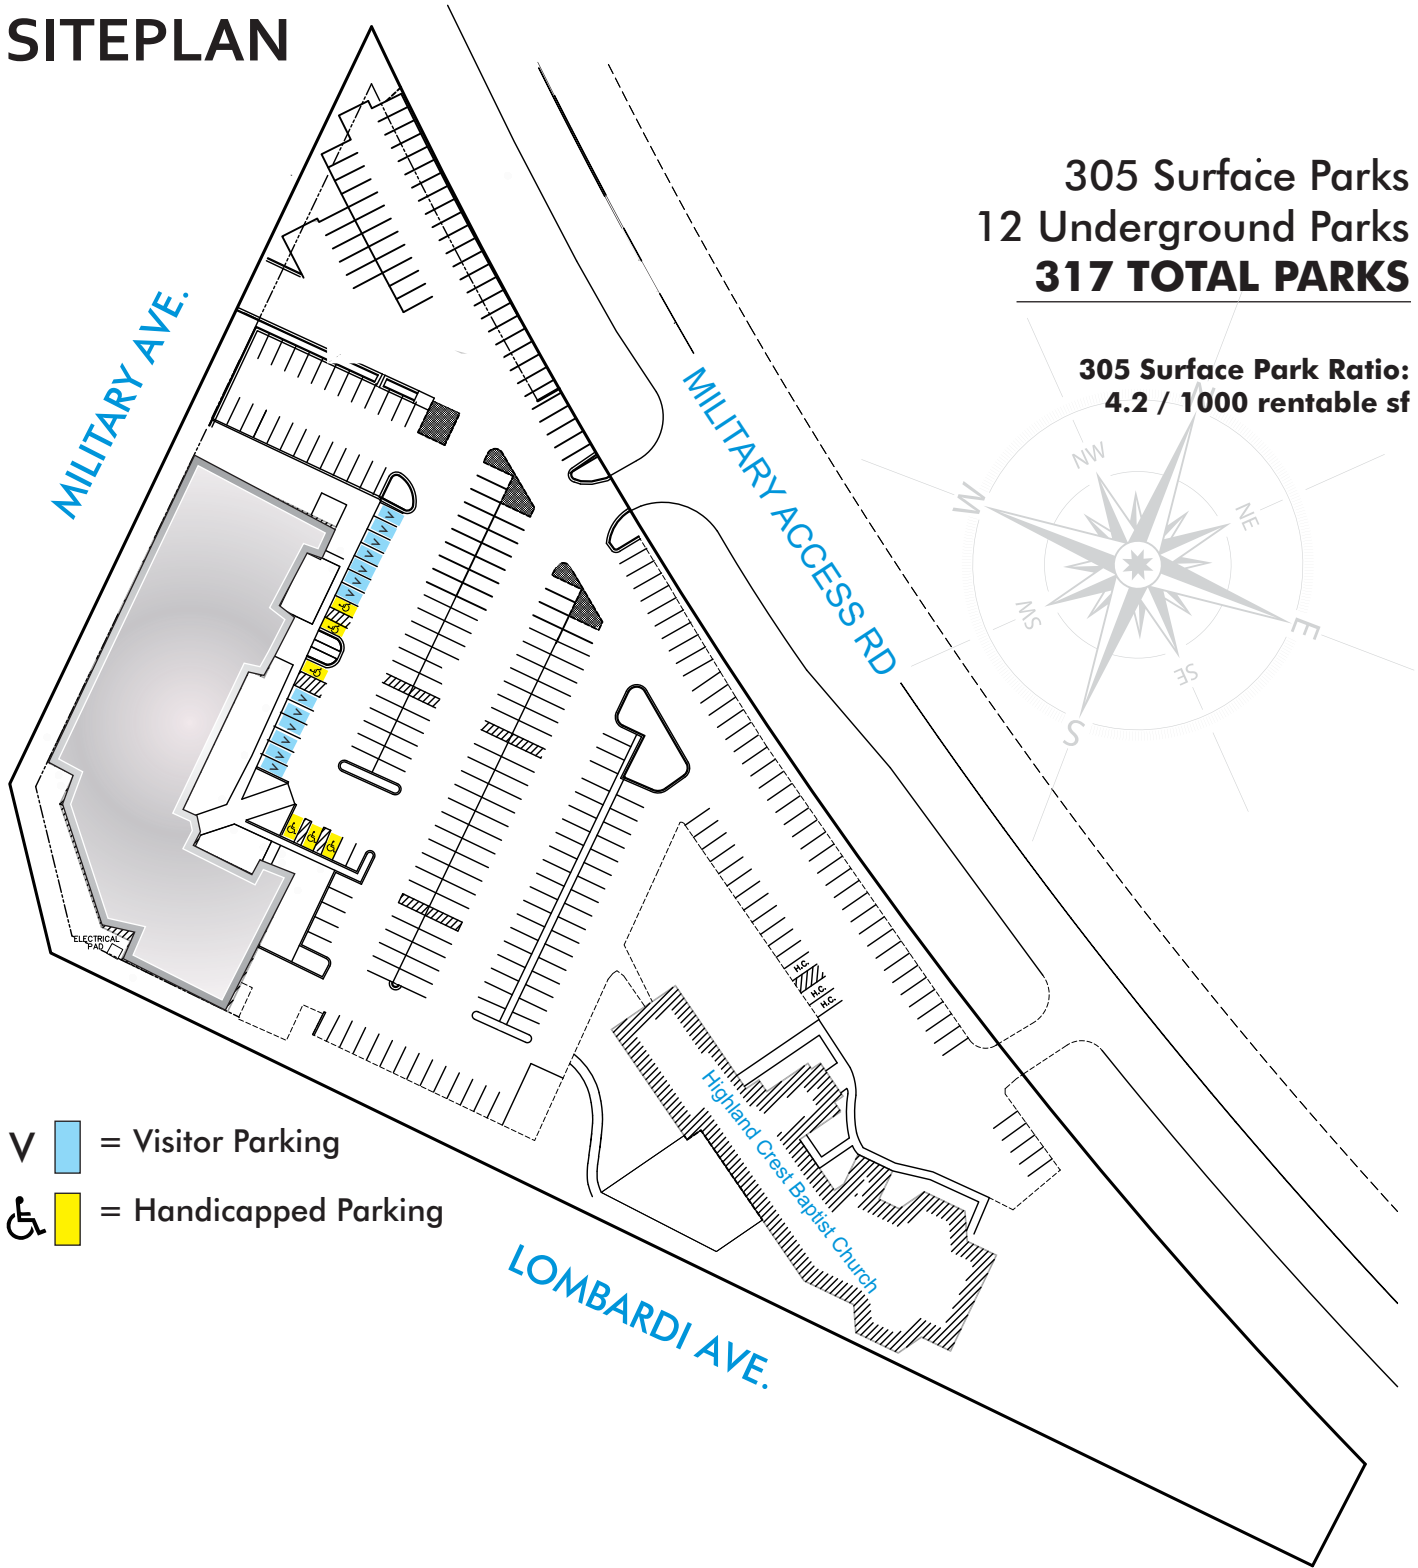 SITEPLAN
305 Surface Parks
12 Underground Parks
317 TOTAL PARKS
305 Surface Park Ratio:
4.2 / 1000 rentable sf
MILITARY AVE.
MILITARY ACCESS RD
N
NW
NE
W
E
SW
SE
S
V
V
V
V
V
V
V
V
V
V
V
V
V
ELECTRICAL
PAD
H.C.
H.C.
H.C.
Highland Crest Baptist Church
V = Visitor Parking
= Handicapped Parking
LOMBARDI AVE.